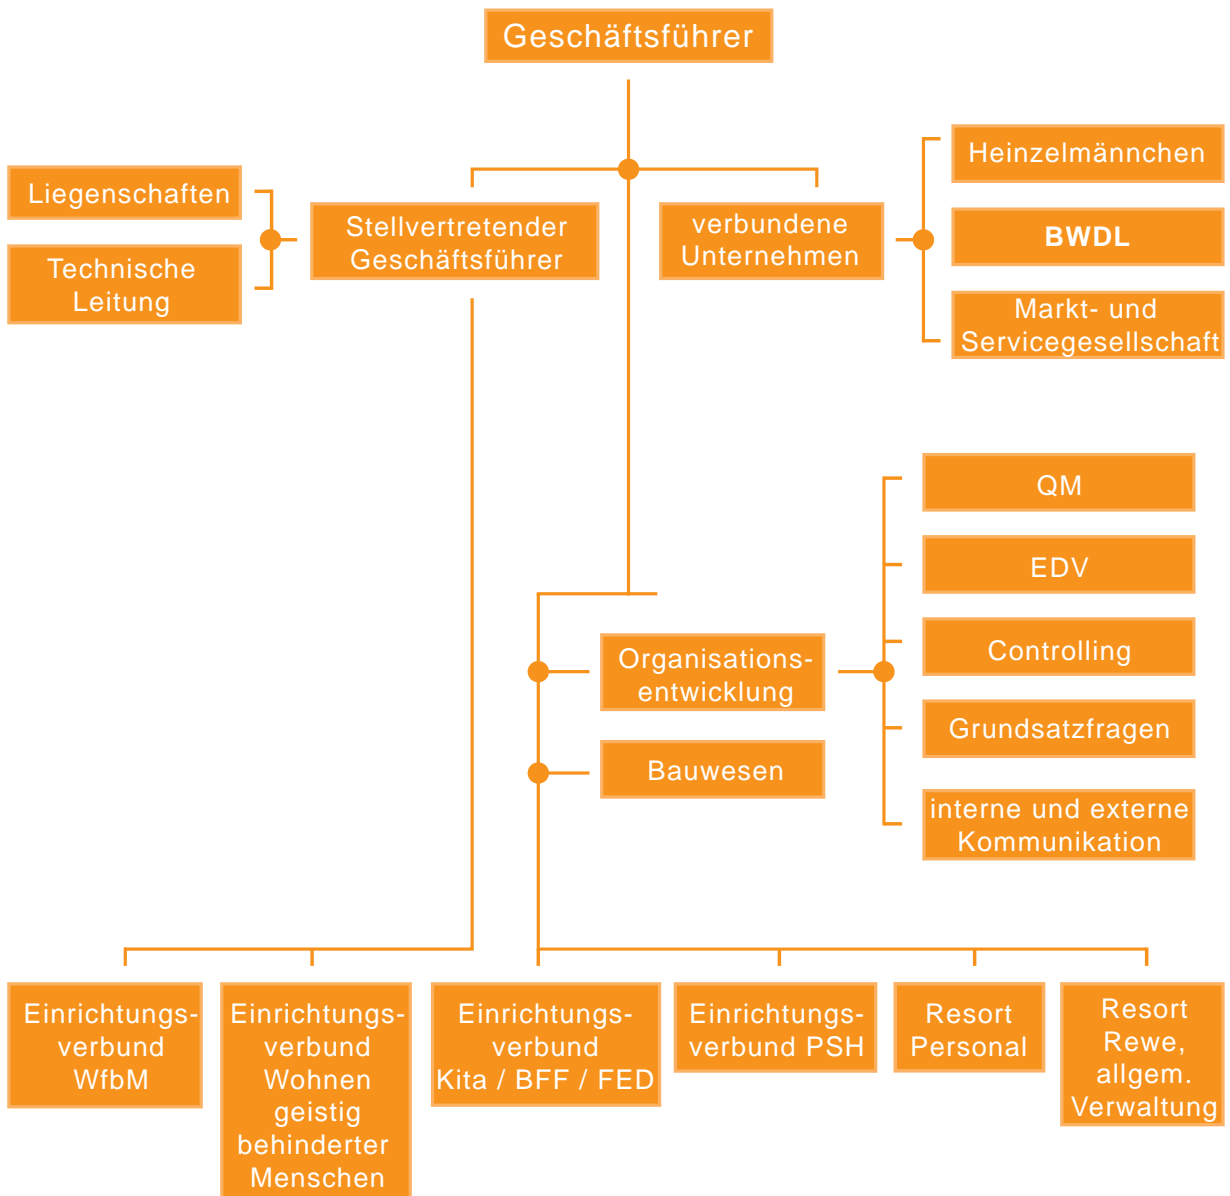 Geschäftsführer
Liegenschaften
Technische
Leitung
Stellvertretender
Geschäftsführer
verbundene
Unternehmen
Heinzelmännchen
BWDL
Markt- und
Servicegesellschaft
QM
EDV
Controlling
Grundsatzfragen
interne und externe
Kommunikation
Organisations-
entwicklung
Bauwesen
Einrichtungs-
verbund
WfbM
Einrichtungs-
verbund
Wohnen
geistig
behinderter
Menschen
Einrichtungs-
verbund
Kita / BFF / FED
Einrichtungs-
verbund PSH
Resort
Personal
Resort
Rewe,
allgem.
Verwaltung